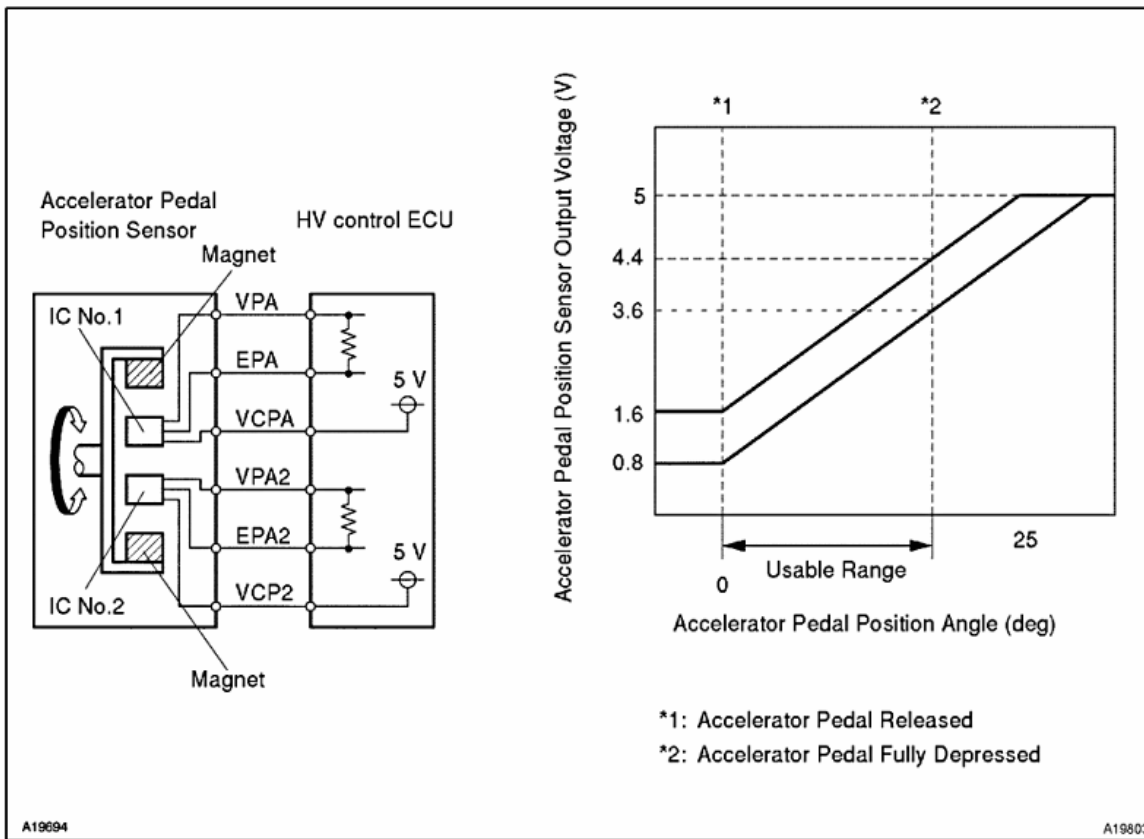 Accelerator Pedal
Position Sensor
HV control ECU
Magnet
IC No.1
VPA
EPA
5 V
VCPA
VPA2
EPA2
5 V
IC No.2
VCP2
Magnet
Accelerator Pedal Position Sensor Output Voltage (V)
*1
*2
5
4.4
3.6
1.6
0.8
25
Usable Range
0
Accelerator Pedal Position Angle (deg)
*1: Accelerator Pedal Released
*2: Accelerator Pedal Fully Depressed
A19694